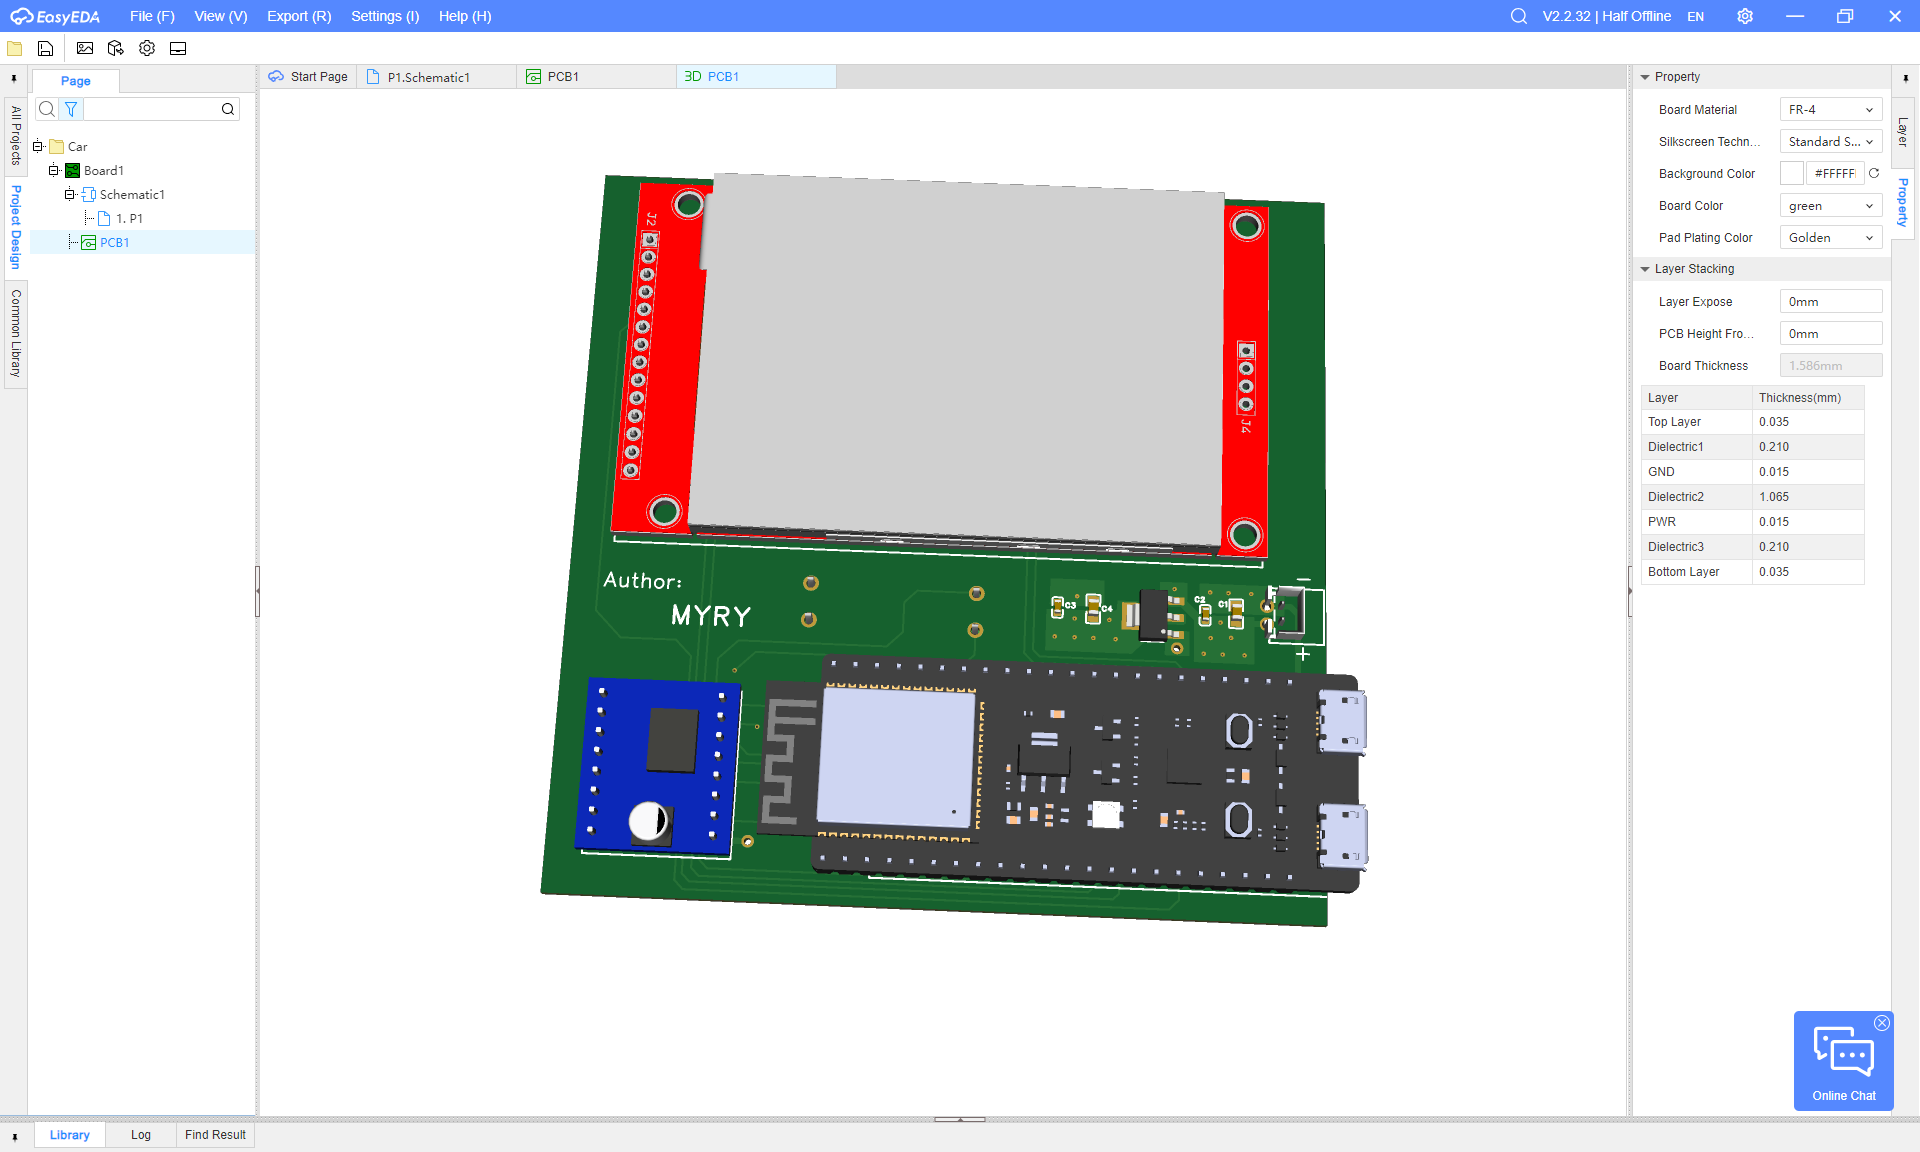 EasyEDA
File (F) View (V) Export (R) Settings (I) Help (H)
V2.2.32 | Half Offline EN
Page
All Projects
Project Design
Common Library
Car
Board1
Schematic1
1. P1
PCB1
Start Page
P1.Schematic1
PCB1
3D PCB1
J2
J4
Author:
MYRY
C3
C4
C2
C1
−
+
Property
Board Material FR-4
Silkscreen Techn... Standard S...
Background Color #FFFFF
Board Color green
Pad Plating Color Golden
Layer Stacking
Layer Expose 0mm
PCB Height Fro... 0mm
Board Thickness 1.586mm
Layer Thickness(mm)
Top Layer 0.035
Dielectric1 0.210
GND 0.015
Dielectric2 1.065
PWR 0.015
Dielectric3 0.210
Bottom Layer 0.035
Layer
Property
Online Chat
Library Log Find Result